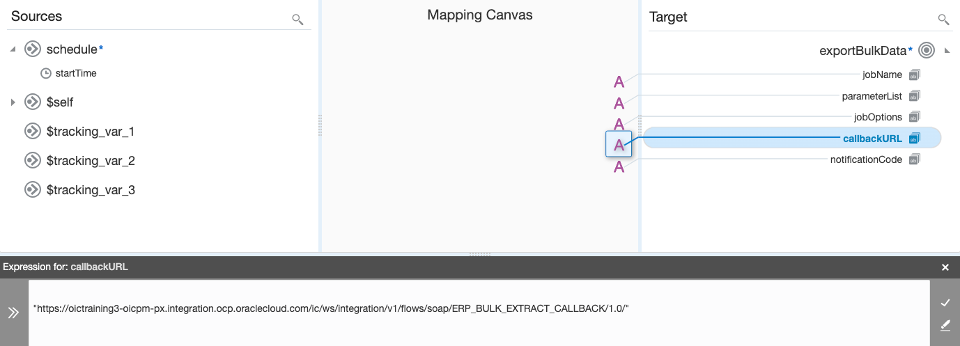 Sources
Mapping Canvas
Target
schedule*
startTime
$self
$tracking_var_1
$tracking_var_2
$tracking_var_3
A
A
A
A
A
exportBulkData*
jobName
parameterList
jobOptions
callbackURL
notificationCode
Expression for: callbackURL
"https://oictraining3-oicpm-px.integration.ocp.oraclecloud.com/ic/ws/integration/v1/flows/soap/ERP_BULK_EXTRACT_CALLBACK/1.0/"